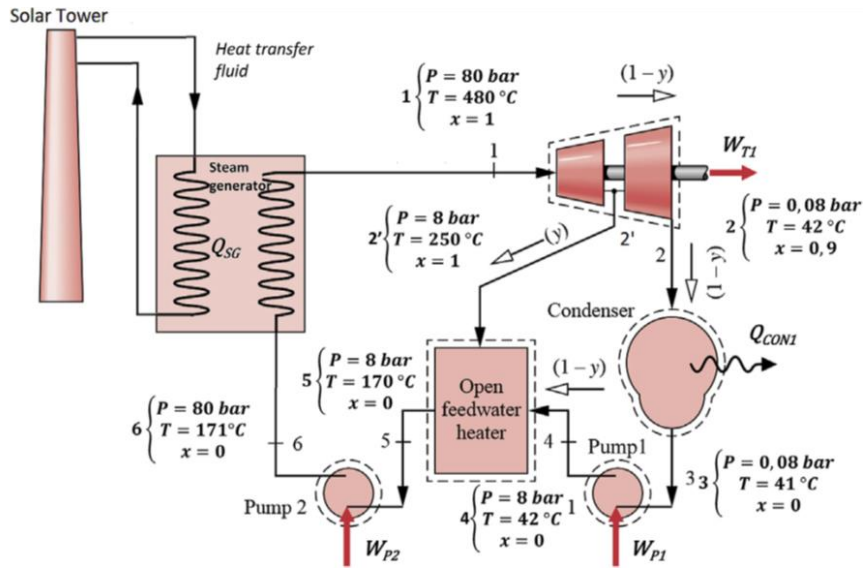 Solar Tower
Heat transfer
fluid
1 { P = 80 bar
T = 480 °C
x = 1
(1 – y)
W_T1
1
Steam
generator
Q_SG
2' { P = 8 bar
T = 250 °C
x = 1
(y)
2'
2
2 { P = 0,08 bar
T = 42 °C
x = 0,9
(1 – y)
Condenser
Q_CON1
5 { P = 8 bar
T = 170 °C
x = 0
Open
feedwater
heater
(1 – y)
6 { P = 80 bar
T = 171°C
x = 0
6
5
4
Pump1
3
3 { P = 0,08 bar
T = 41 °C
x = 0
Pump 2
4 { P = 8 bar
T = 42 °C
x = 0
1
W_P2
W_P1